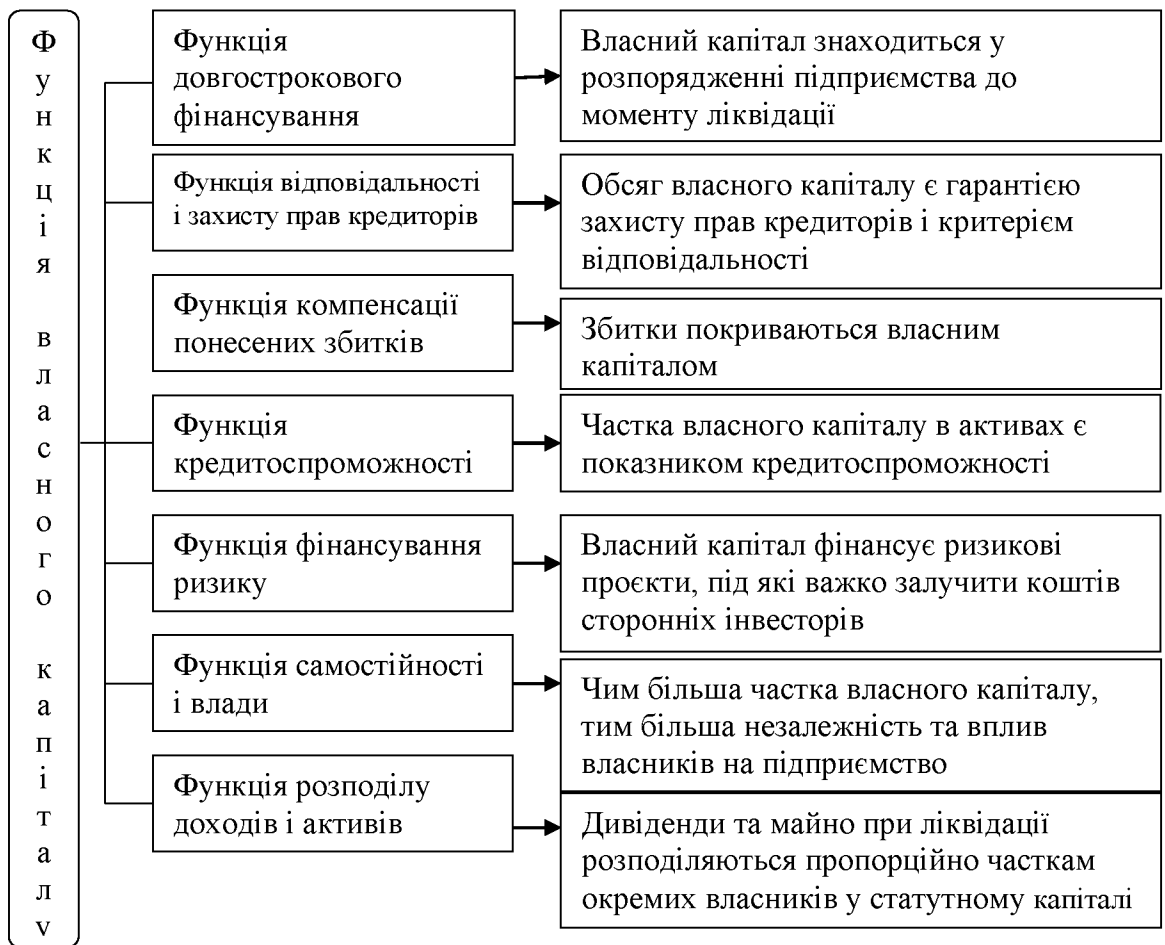 Функція власного капіталу
Функція
довгострокового
фінансування
Власний капітал знаходиться у
розпорядженні підприємства до
моменту ліквідації
Функція відповідальності
і захисту прав кредиторів
Обсяг власного капіталу є гарантією
захисту прав кредиторів і критерієм
відповідальності
Функція компенсації
понесених збитків
Збитки покриваються власним
капіталом
Функція
кредитоспроможності
Частка власного капіталу в активах є
показником кредитоспроможності
Функція фінансування
ризику
Власний капітал фінансує ризикові
проєкти, під які важко залучити коштів
сторонніх інвесторів
Функція самостійності
і влади
Чим більша частка власного капіталу,
тим більша незалежність та вплив
власників на підприємство
Функція розподілу
доходів і активів
Дивіденди та майно при ліквідації
розподіляються пропорційно часткам
окремих власників у статутному капіталі